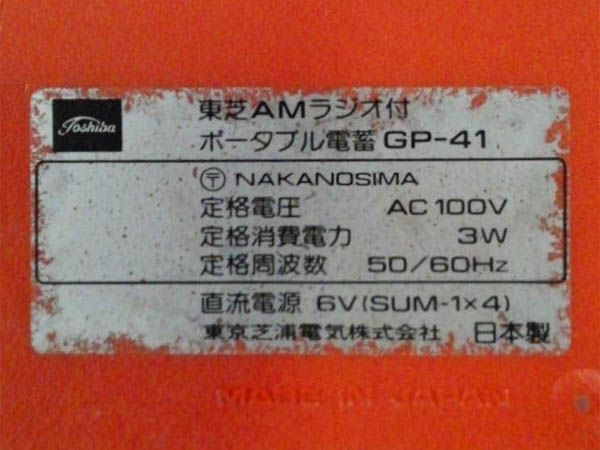 Toshiba
東芝AMラジオ付
ポータブル電蓄 GP-41
〶 NAKANOSIMA
定格電圧 AC 100V
定格消費電力 3W
定格周波数 50/60Hz
直流電源 6V(SUM-1×4)
東京芝浦電気株式会社 日本製
MADE IN JAPAN